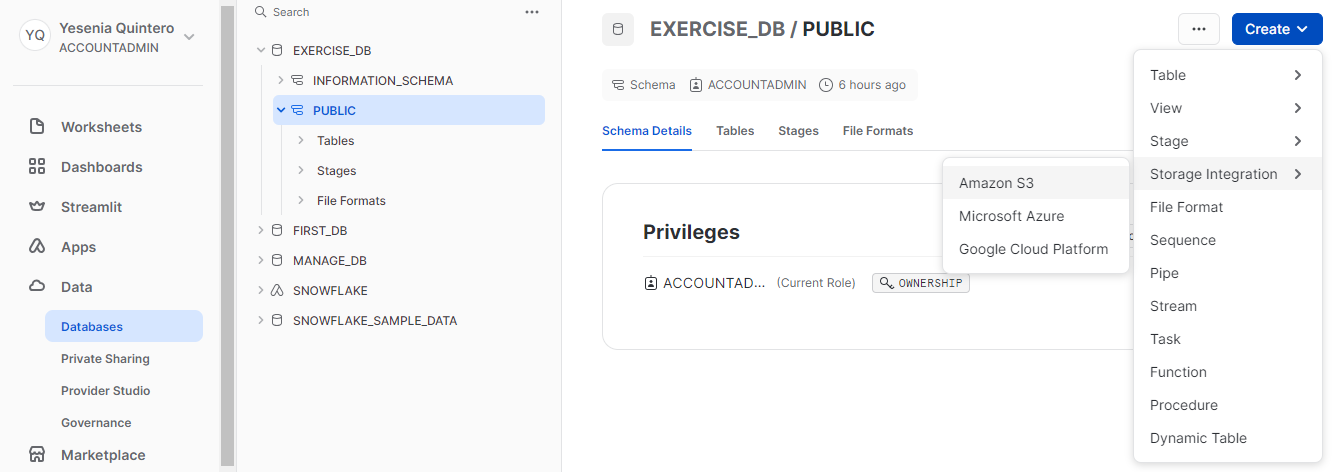 YQ
Yesenia Quintero
ACCOUNTADMIN
Worksheets
Dashboards
Streamlit
Apps
Data
Databases
Private Sharing
Provider Studio
Governance
Marketplace
Search
EXERCISE_DB
INFORMATION_SCHEMA
PUBLIC
Tables
Stages
File Formats
FIRST_DB
MANAGE_DB
SNOWFLAKE
SNOWFLAKE_SAMPLE_DATA
EXERCISE_DB / PUBLIC
Create
Schema ACCOUNTADMIN 6 hours ago
Schema Details Tables Stages File Formats
Privileges
ACCOUNTAD... (Current Role) OWNERSHIP
Amazon S3
Microsoft Azure
Google Cloud Platform
Table
View
Stage
Storage Integration
File Format
Sequence
Pipe
Stream
Task
Function
Procedure
Dynamic Table